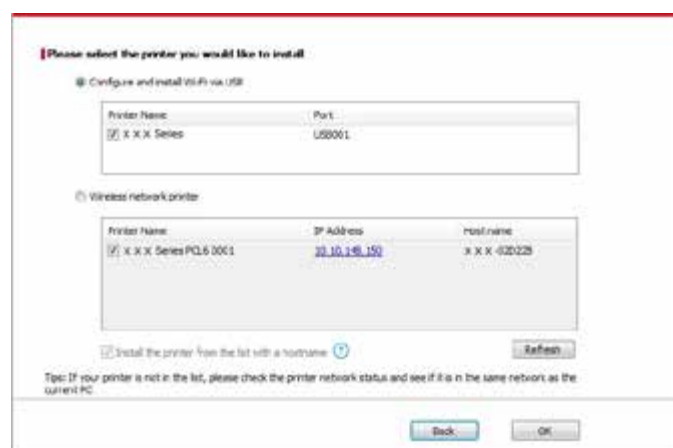 Please select the printer you would like to install
Configure and install Wi-Fi via USB
Printer Name Port
X X X Series USB001
Wireless network printer
Printer Name IP Address Host name
X X X Series PCL6 0001 10.10.145.150 X X X -02D22B
Install the printer from the list with a hostname ?
Refresh
Tips: If your printer is not in the list, please check the printer network status and see if it is in the same network as the
current PC
Back OK